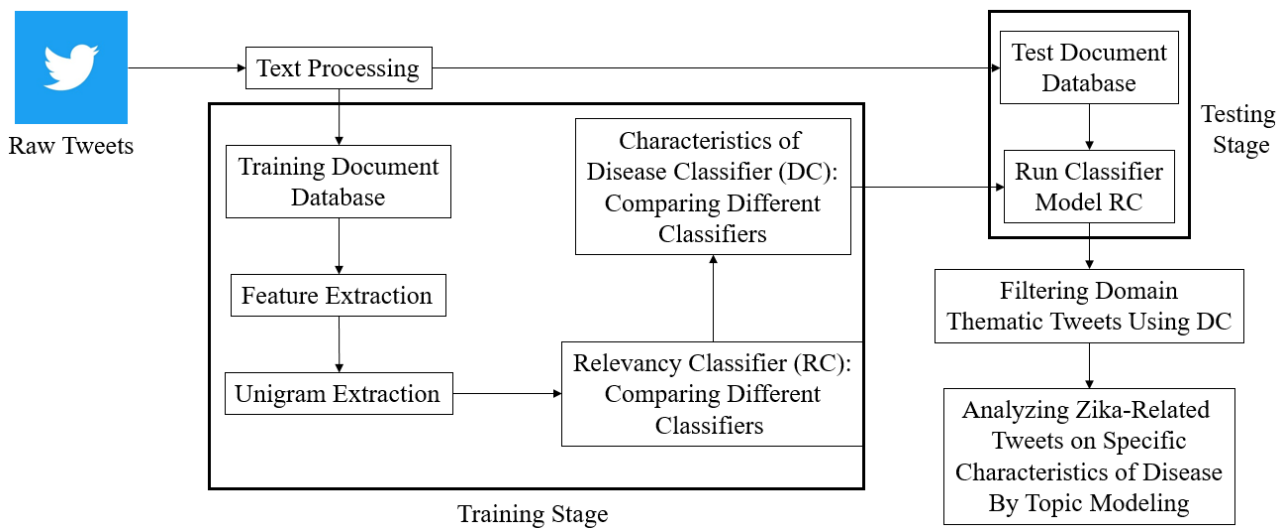 Raw Tweets
Text Processing
Training Document
Database
Feature Extraction
Unigram Extraction
Relevancy Classifier (RC):
Comparing Different
Classifiers
Characteristics of
Disease Classifier (DC):
Comparing Different
Classifiers
Training Stage
Test Document
Database
Run Classifier
Model RC
Testing
Stage
Filtering Domain
Thematic Tweets Using DC
Analyzing Zika-Related
Tweets on Specific
Characteristics of Disease
By Topic Modeling